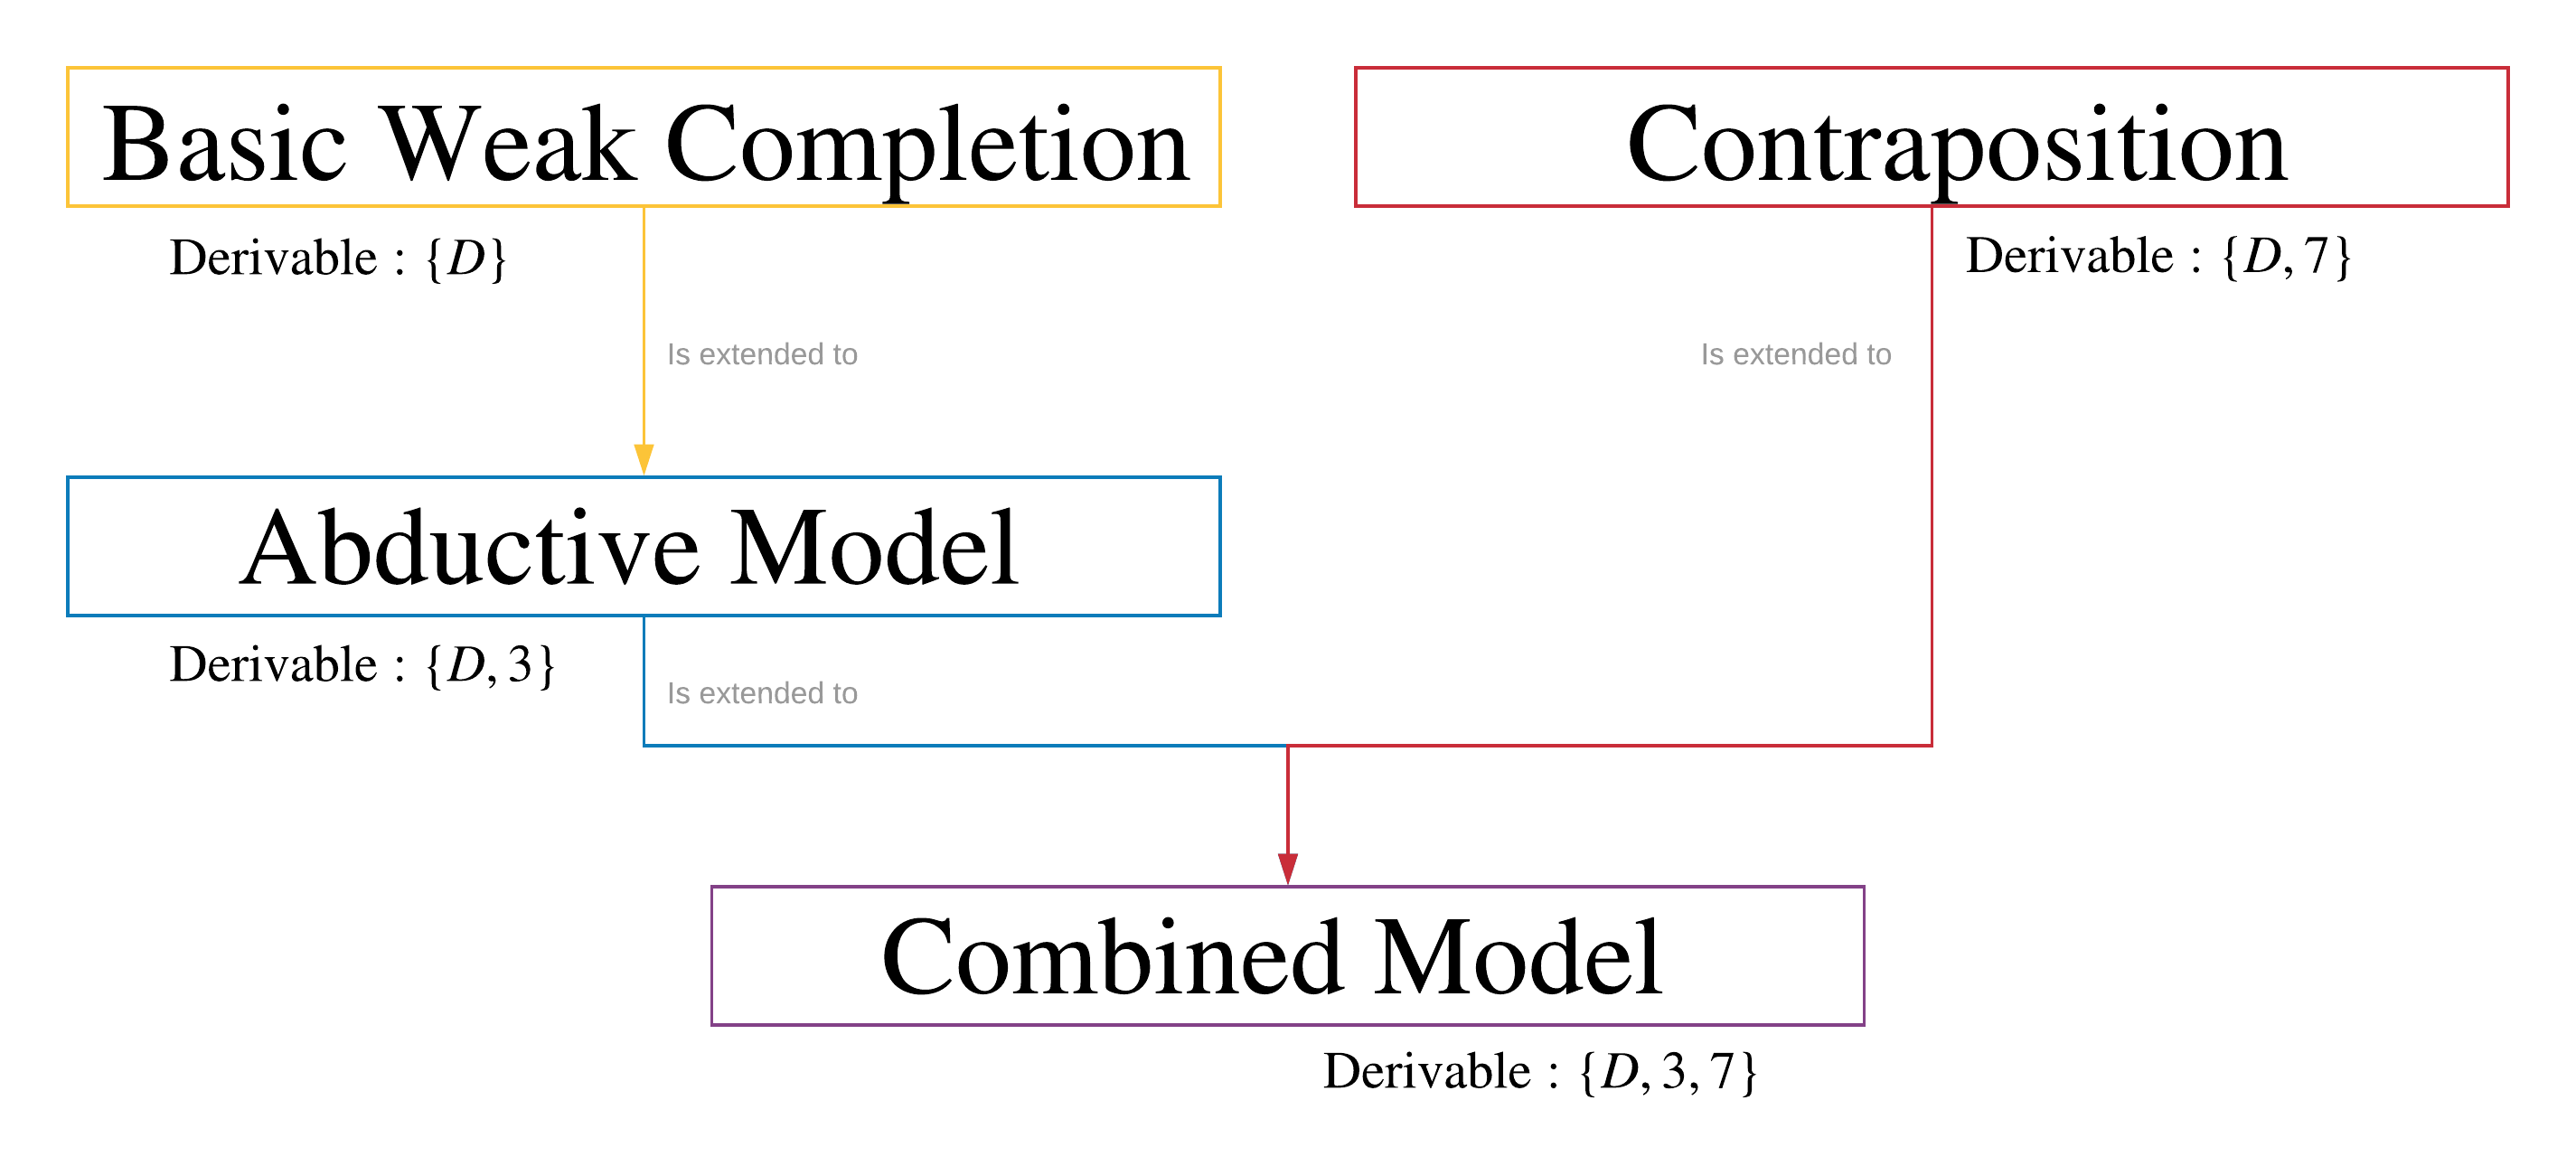 Basic Weak Completion
Contraposition
Derivable : {D}
Derivable : {D, 7}
Is extended to
Is extended to
Abductive Model
Derivable : {D, 3}
Is extended to
Combined Model
Derivable : {D, 3, 7}